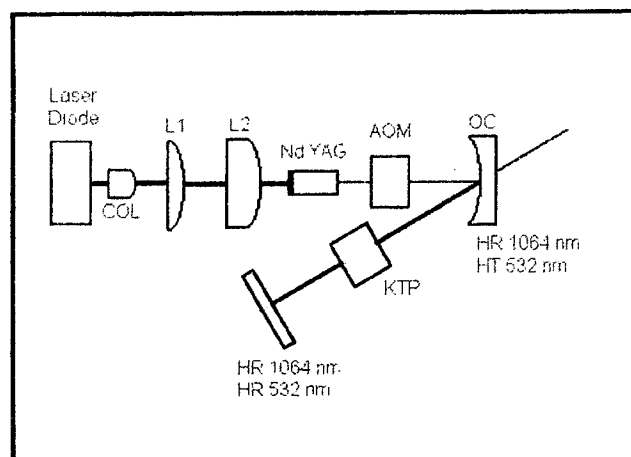 Laser
Diode
COL
L1
L2
Nd YAG
AOM
OC
HR 1064 nm
HT 532 nm
KTP
HR 1064 nm
HR 532 nm